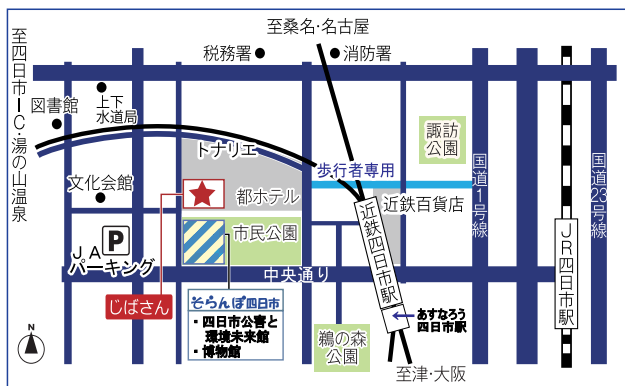 至桑名・名古屋
税務署
消防署
至四日市IC・湯の山温泉
図書館
上下
水道局
トナリエ
歩行者専用
諏訪
公園
文化会館
都ホテル
近鉄百貨店
国道1号線
国道23号線
JA P
パーキング
市民公園
近鉄四日市駅
JR四日市駅
中央通り
じばさん
そらんぽ四日市
・四日市公害と
環境未来館
・博物館
あすなろう
四日市駅
鵜の森
公園
至津・大阪
N